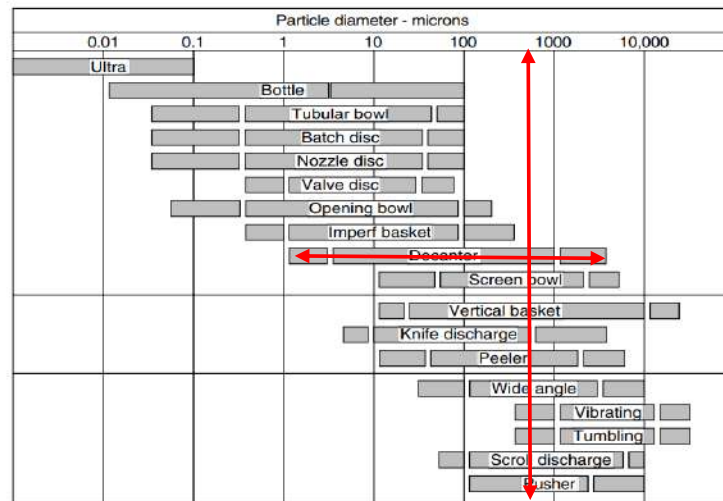 Particle diameter - microns
0.01 0.1 1 10 100 1000 10,000
Ultra
Bottle
Tubular bowl
Batch disc
Nozzle disc
Valve disc
Opening bowl
Imperf basket
Decanter
Screen bowl
Vertical basket
Knife discharge
Peeler
Wide angle
Vibrating
Tumbling
Scroll discharge
Pusher